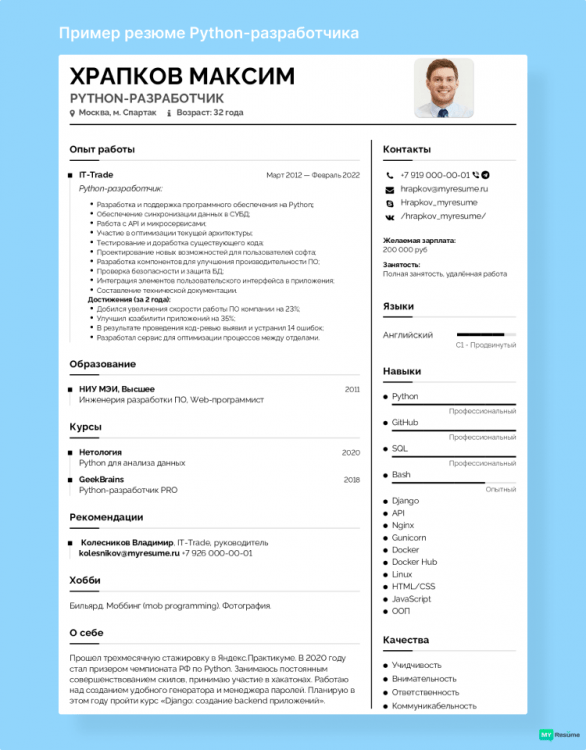 Пример резюме Python-разработчика
ХРАПКОВ МАКСИМ
PYTHON-РАЗРАБОТЧИК
Москва, м. Спартак Возраст: 32 года
Опыт работы
IT-Trade Март 2012 — Февраль 2022
Python-разработчик:
Разработка и поддержка программного обеспечения на Python;
Обеспечение синхронизации данных в СУБД;
Работа с API и микросервисами;
Участие в оптимизации текущей архитектуры;
Тестирование и доработка существующего кода;
Проектирование новых возможностей для пользователей софта;
Разработка компонентов для улучшения производительности ПО;
Проверка безопасности и защита БД;
Интеграция элементов пользовательского интерфейса в приложения;
Составление технической документации.
Достижения (за 2 года):
Добился увеличения скорости работы ПО компании на 23%;
Улучшил юзабилити приложений на 35%;
В результате проведения код-ревью выявил и устранил 14 ошибок;
Разработал сервис для оптимизации процессов между отделами.
Образование
НИУ МЭИ, Высшее 2011
Инженерия разработки ПО, Web-программист
Курсы
Нетология 2020
Python для анализа данных
GeekBrains 2018
Python-разработчик PRO
Рекомендации
Колесников Владимир. IT-Trade, руководитель
kolesnikov@myresume.ru +7 926 000-00-01
Хобби
Бильярд. Моббинг (mob programming). Фотография.
О себе
Прошел трехмесячную стажировку в Яндекс.Практикуме. В 2020 году
стал призером чемпионата РФ по Python. Занимаюсь постоянным
совершенствованием скилов, принимаю участие в хакатонах. Работаю
над созданием удобного генератора и менеджера паролей. Планирую в
этом году пройти курс «Django: создание backend приложений».
Контакты
+7 919 000-00-01
hrapkov@myresume.ru
Hrapkov_myresume
/hrapkov_myresume/
Желаемая зарплата:
200 000 руб
Занятость:
Полная занятость, удалённая работа
Языки
Английский
C1 - Продвинутый
Навыки
Python
Профессиональный
GitHub
Профессиональный
SQL
Профессиональный
Bash
Опытный
Django
API
Nginx
Gunicorn
Docker
Docker Hub
Linux
HTML/CSS
JavaScript
ООП
Качества
Усидчивость
Внимательность
Ответственность
Коммуникабельность
MY Resume